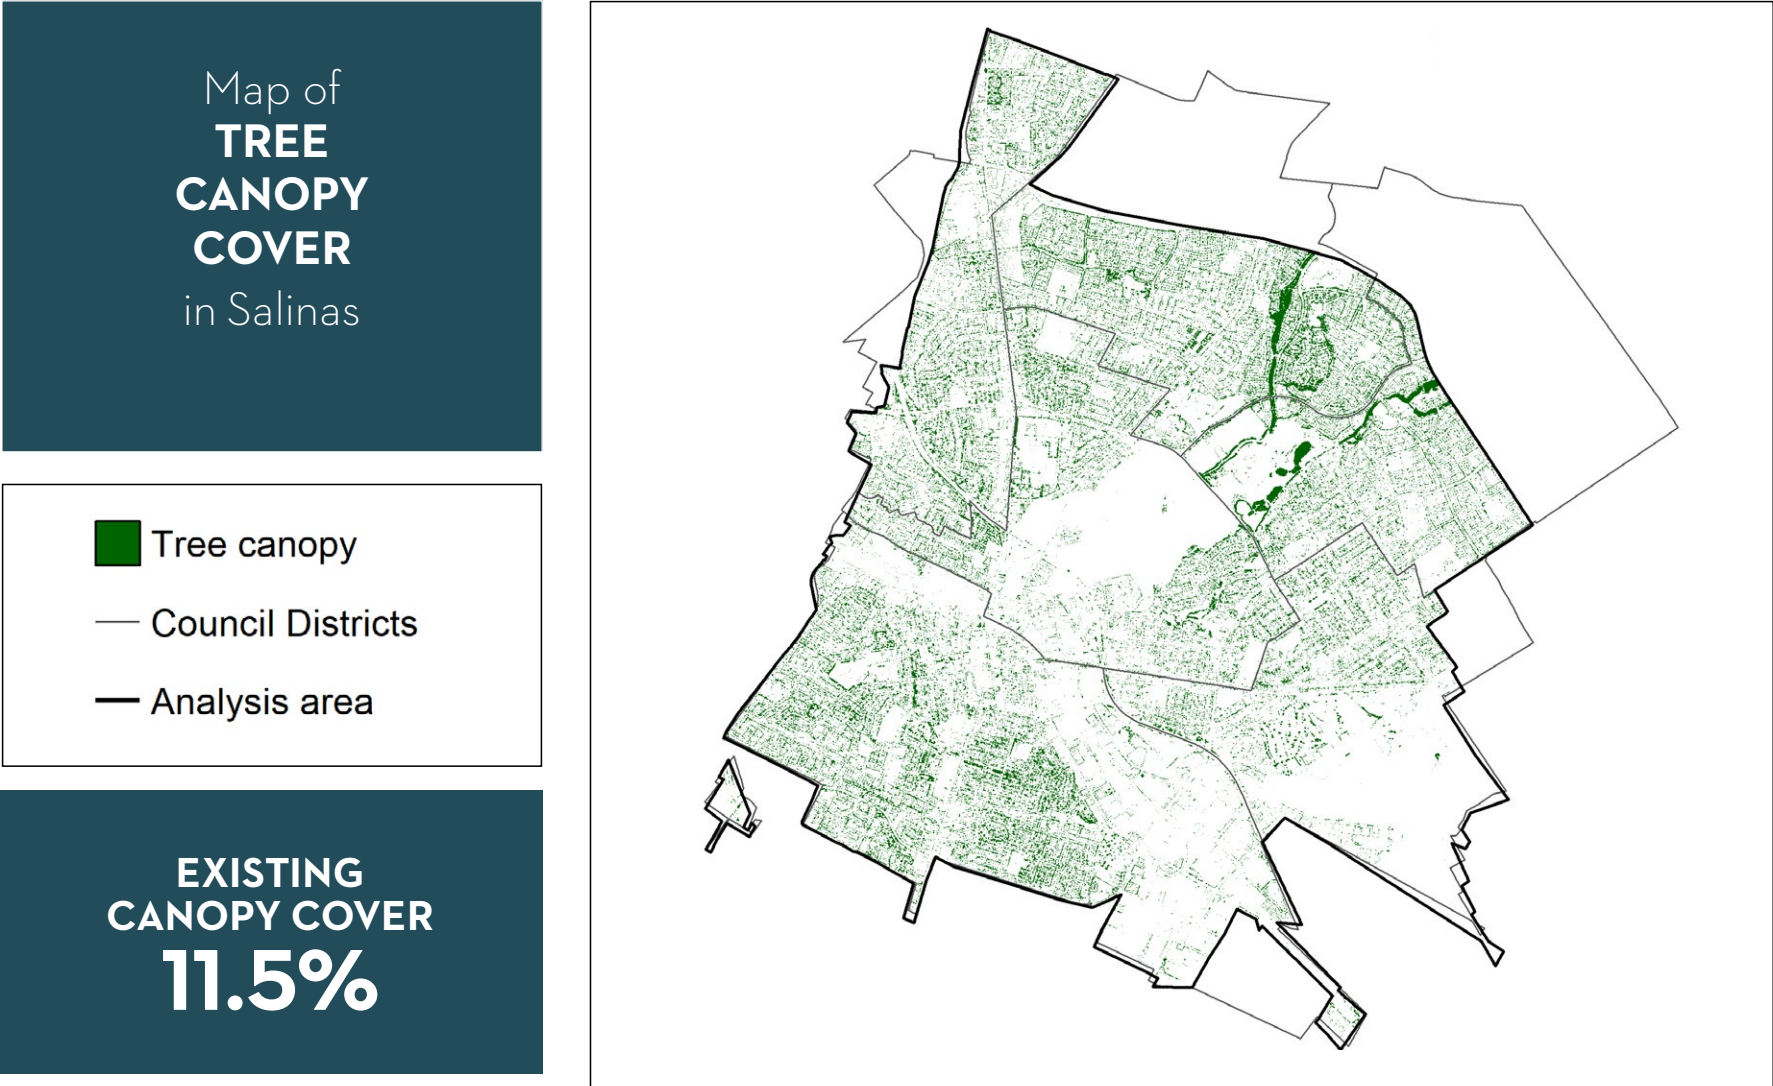 Map of
TREE
CANOPY
COVER
in Salinas
Tree canopy
Council Districts
Analysis area
EXISTING
CANOPY COVER
11.5%